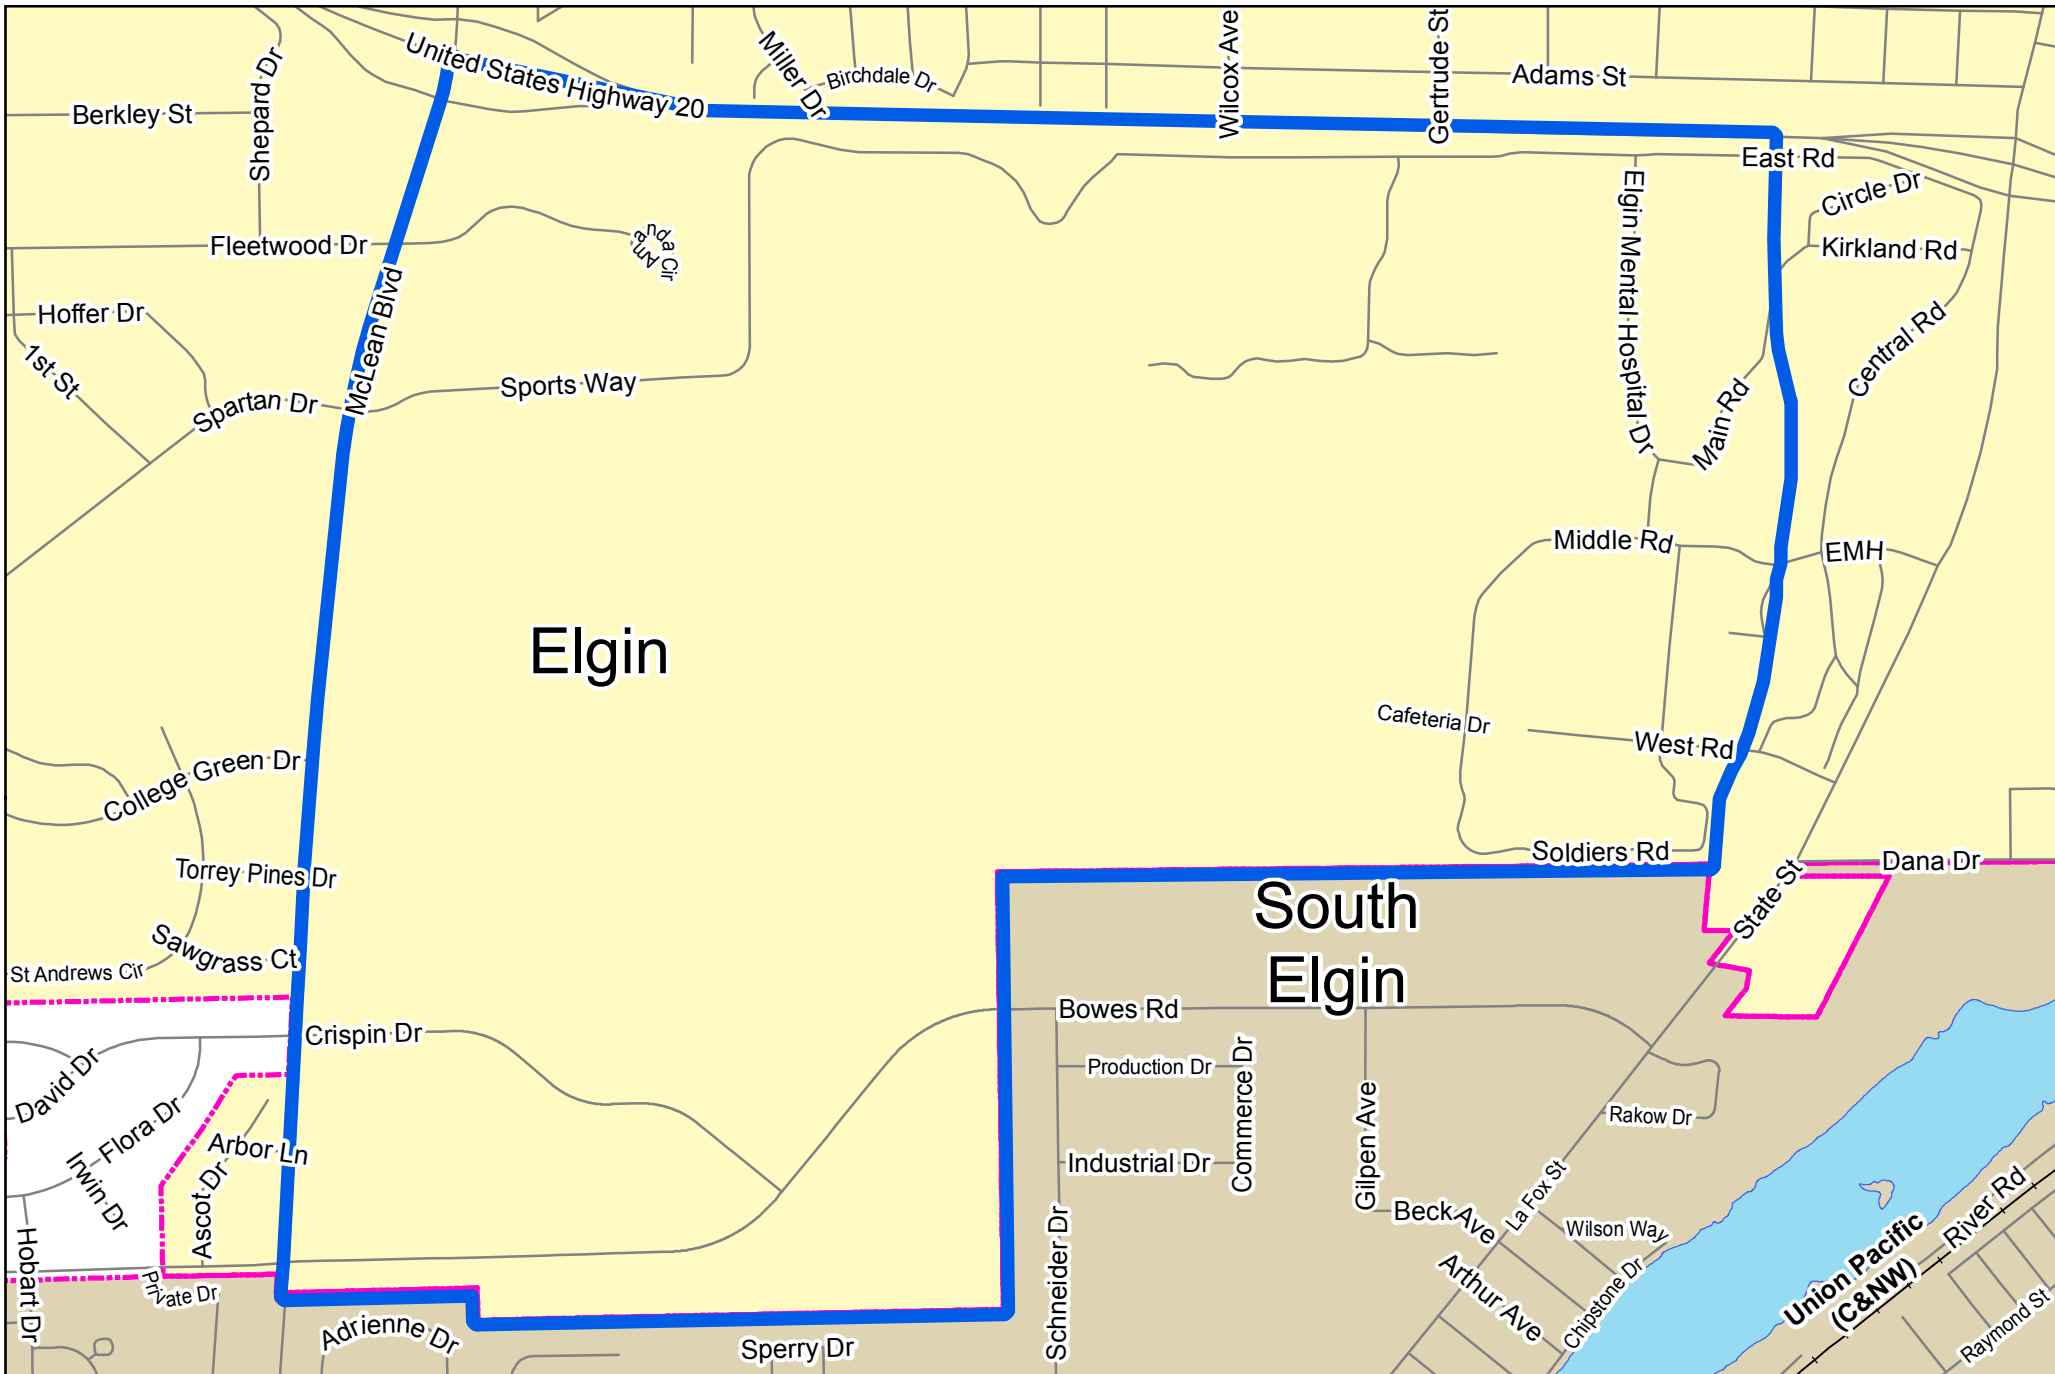 United States Highway 20
Miller Dr
Birchdale Dr
Wilcox Ave
Gertrude St
Adams St
Shepard Dr
Berkley St
East Rd
Circle Dr
Kirkland Rd
Elgin Mental Hospital Dr
Fleetwood Dr
Amanda Cir
McLean Blvd
Hoffer Dr
1st St
Central Rd
Spartan Dr
Sports Way
Main Rd
Middle Rd
EMH
Elgin
Cafeteria Dr
West Rd
College Green Dr
Torrey Pines Dr
Soldiers Rd
Dana Dr
State St
South
Elgin
Sawgrass Ct
St Andrews Cir
Crispin Dr
Bowes Rd
David Dr
Production Dr
Commerce Dr
Gilpen Ave
Rakow Dr
Flora Dr
Arbor Ln
Industrial Dr
Irwin Dr
Ascot Dr
Beck Ave
La Fox St
Wilson Way
River Rd
Hobart Dr
Schneider Dr
Union Pacific
(C&NW)
Private Dr
Arthur Ave
Chipstone Dr
Adrienne Dr
Sperry Dr
Raymond St